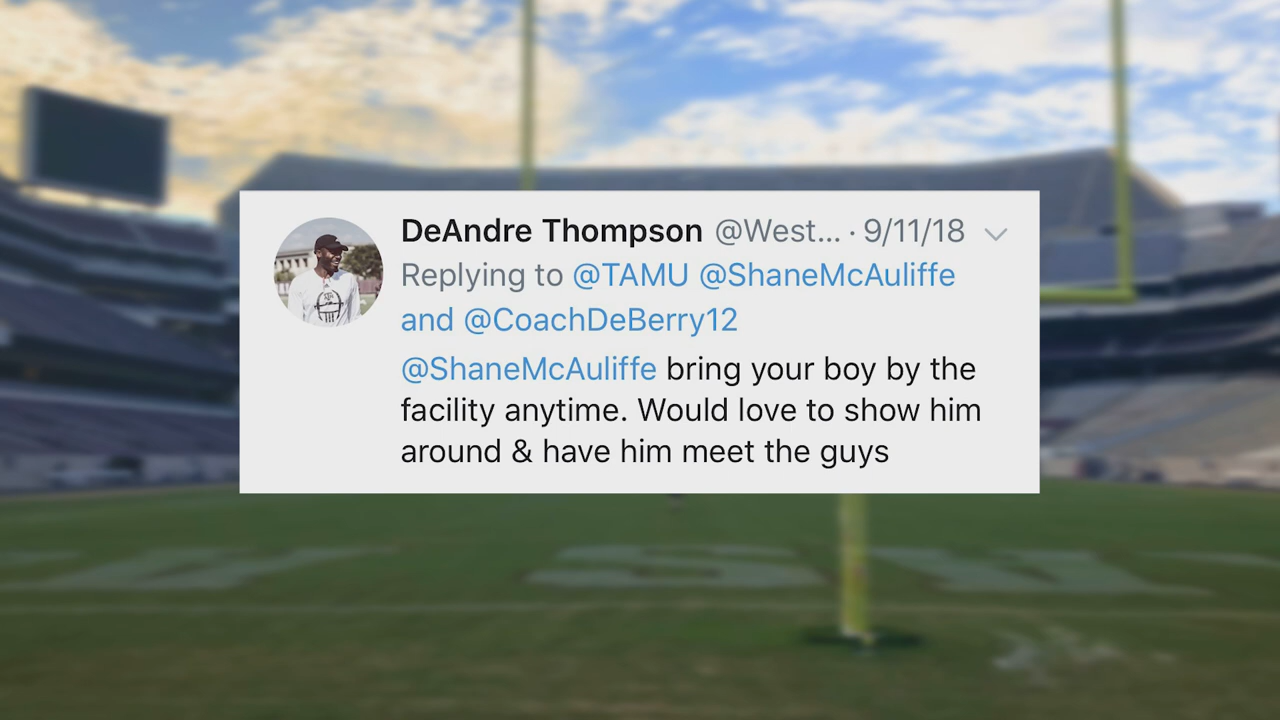 DeAndre Thompson @West... · 9/11/18
Replying to @TAMU @ShaneMcAuliffe
and @CoachDeBerry12
@ShaneMcAuliffe bring your boy by the
facility anytime. Would love to show him
around & have him meet the guys